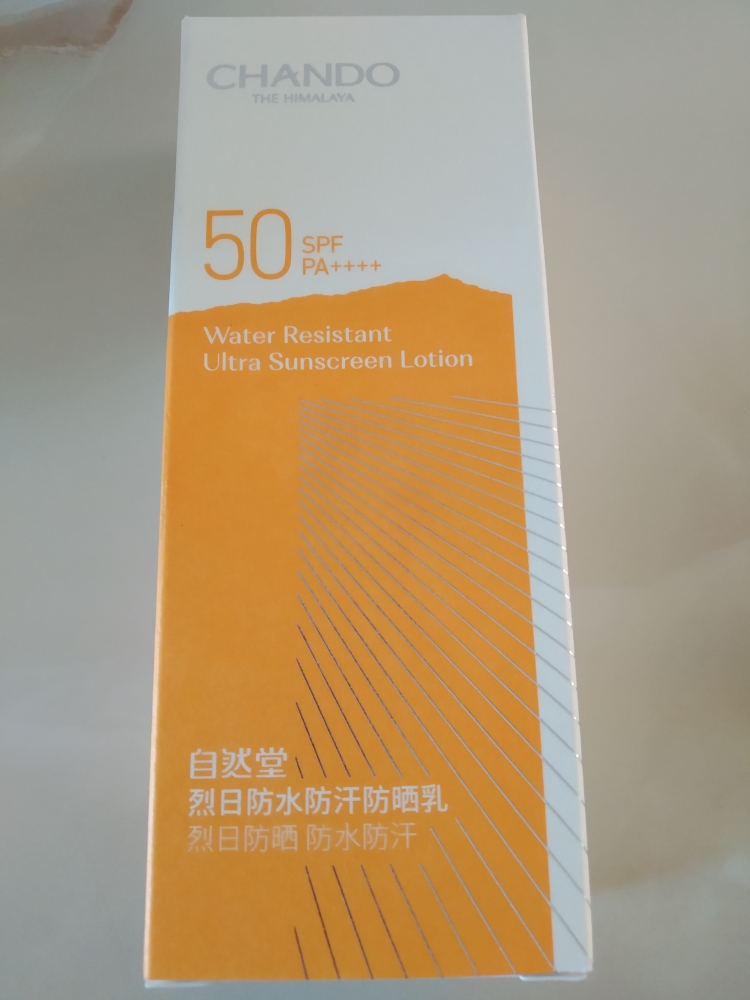 CHANDO
THE HIMALAYA
50 SPF
PA++++
Water Resistant
Ultra Sunscreen Lotion
自然堂
烈日防水防汗防晒乳
烈日防晒 防水防汗